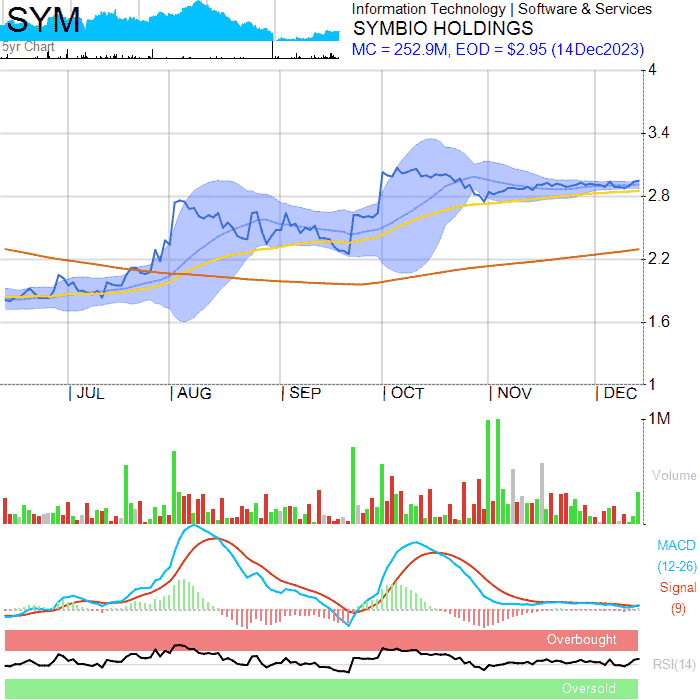 SYM
5yr Chart
Information Technology | Software & Services
SYMBIO HOLDINGS
MC = 252.9M, EOD = $2.95 (14Dec2023)
4
3.4
2.8
2.2
1.6
1
JUL
AUG
SEP
OCT
NOV
DEC
1M
Volume
MACD
(12-26)
Signal
(9)
Overbought
RSI(14)
Oversold